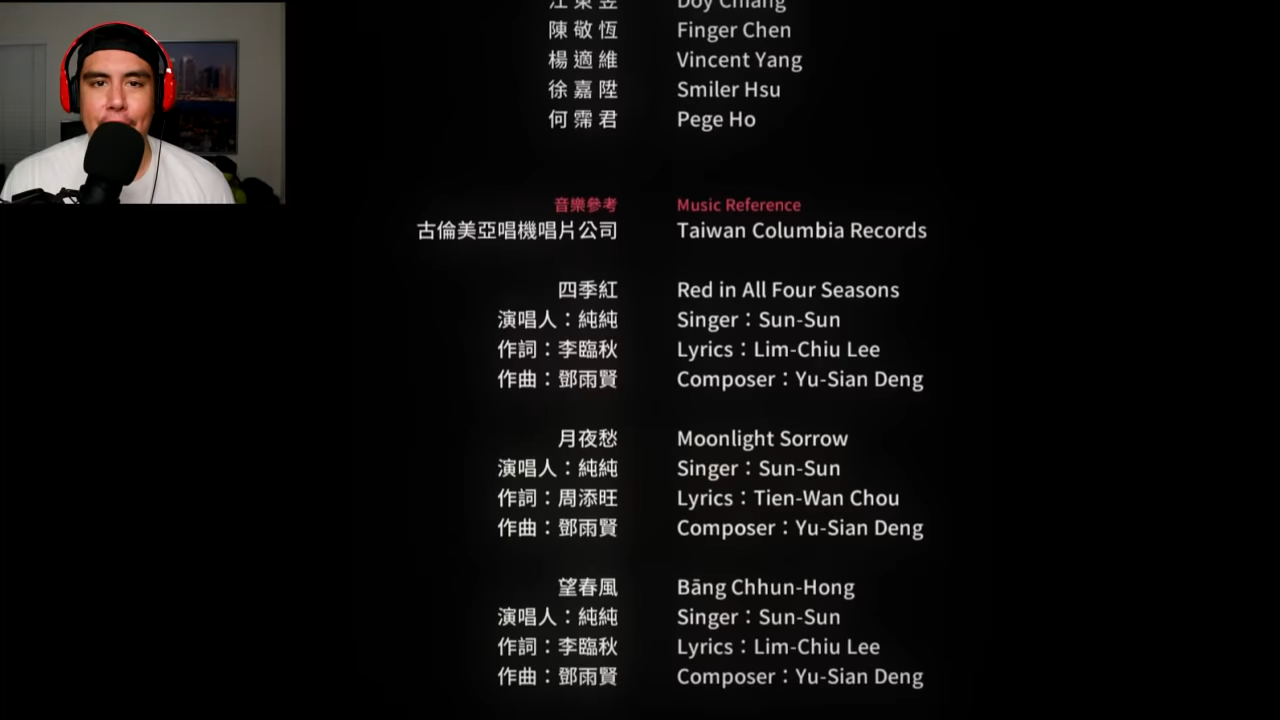 江東昱 Doy Chiang
陳敬恆 Finger Chen
楊適維 Vincent Yang
徐嘉陞 Smiler Hsu
何霈君 Pege Ho
音樂參考 Music Reference
古倫美亞唱機唱片公司 Taiwan Columbia Records
四季紅 Red in All Four Seasons
演唱人：純純 Singer：Sun-Sun
作詞：李臨秋 Lyrics：Lim-Chiu Lee
作曲：鄧雨賢 Composer：Yu-Sian Deng
月夜愁 Moonlight Sorrow
演唱人：純純 Singer：Sun-Sun
作詞：周添旺 Lyrics：Tien-Wan Chou
作曲：鄧雨賢 Composer：Yu-Sian Deng
望春風 Bāng Chhun-Hong
演唱人：純純 Singer：Sun-Sun
作詞：李臨秋 Lyrics：Lim-Chiu Lee
作曲：鄧雨賢 Composer：Yu-Sian Deng